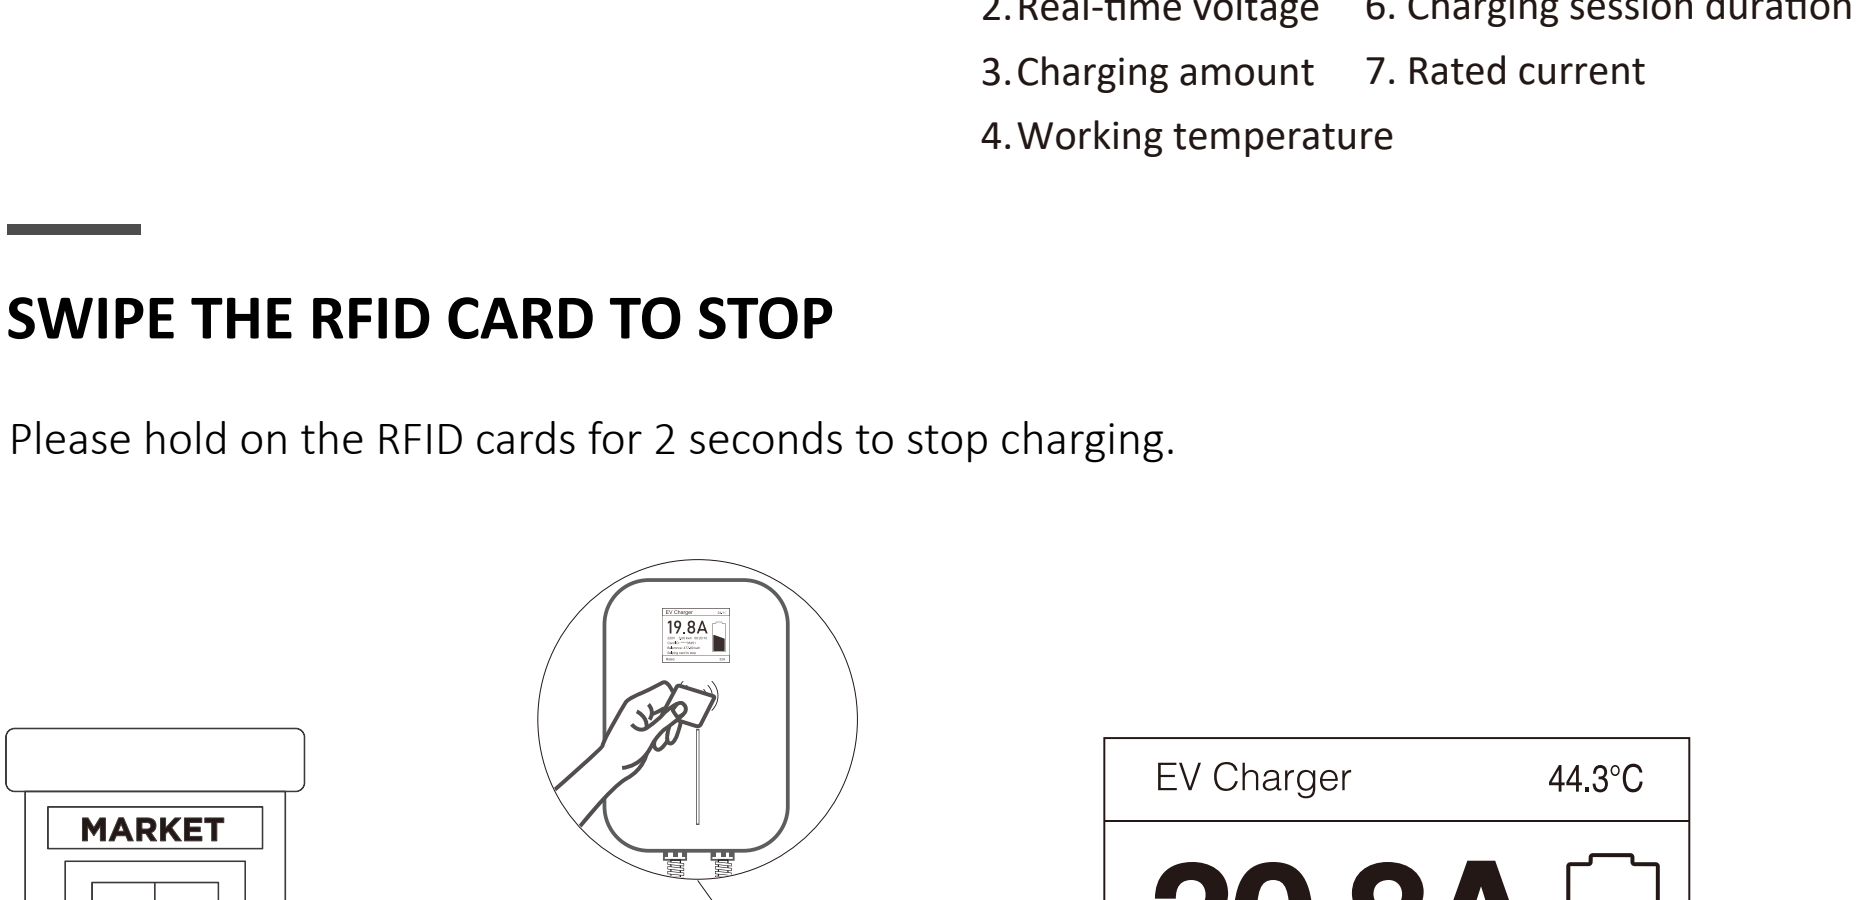 2. Real-time voltage 6. Charging session duration
3. Charging amount 7. Rated current
4. Working temperature
SWIPE THE RFID CARD TO STOP
Please hold on the RFID cards for 2 seconds to stop charging.
EV Charger
19.8A
MARKET
EV Charger 44.3°C